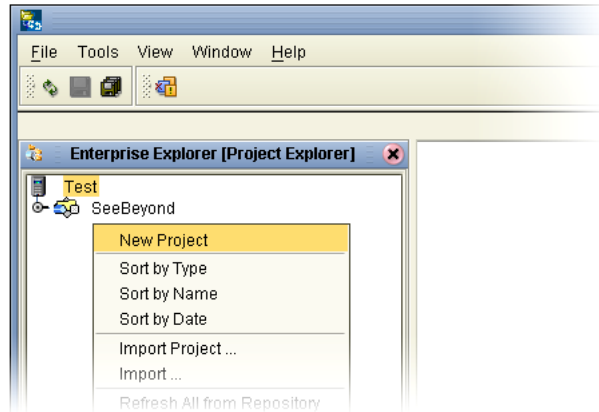 File Tools View Window Help
Enterprise Explorer [Project Explorer]
Test
SeeBeyond
New Project
Sort by Type
Sort by Name
Sort by Date
Import Project ...
Import ...
Refresh All from Repository